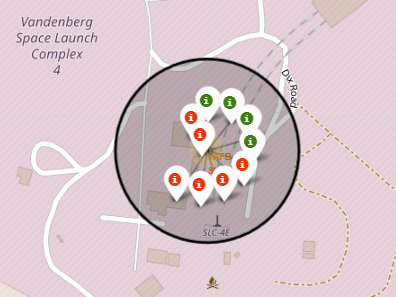 Vandenberg
Space Launch
Complex
4
Dix Road
VAFB
SLC-4E